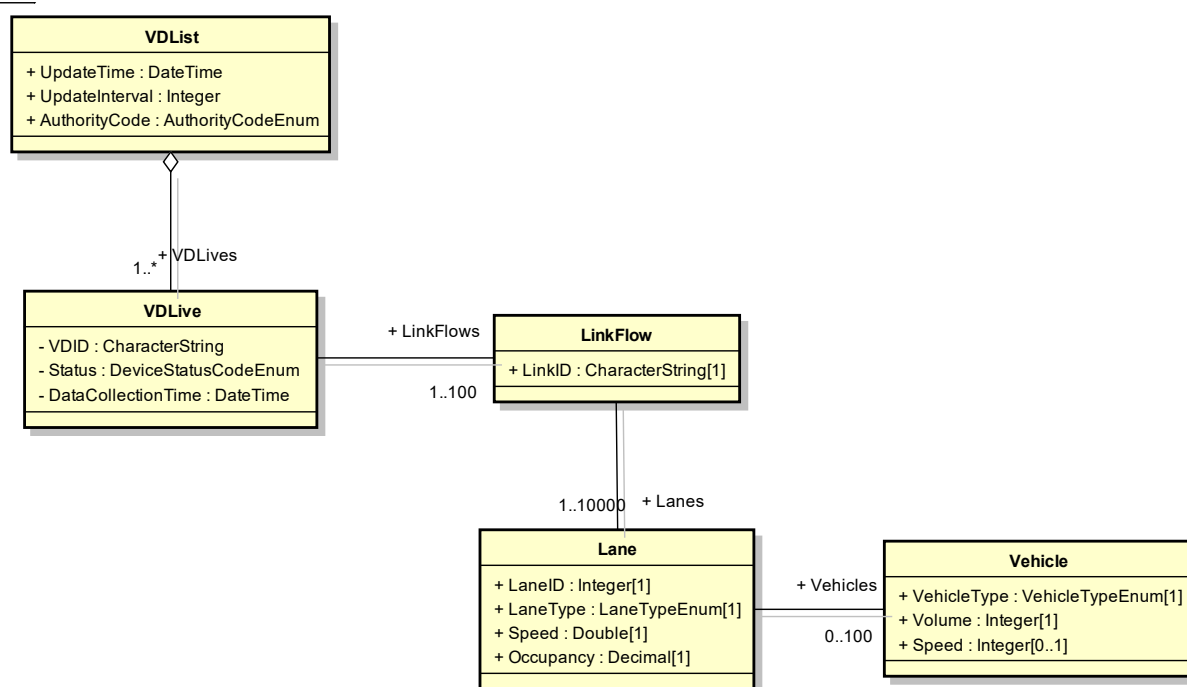 VDList
+ UpdateTime : DateTime
+ UpdateInterval : Integer
+ AuthorityCode : AuthorityCodeEnum
+ VDLives
1..*
VDLive
- VDID : CharacterString
- Status : DeviceStatusCodeEnum
- DataCollectionTime : DateTime
+ LinkFlows
1..100
LinkFlow
+ LinkID : CharacterString[1]
1..10000
+ Lanes
Lane
+ LaneID : Integer[1]
+ LaneType : LaneTypeEnum[1]
+ Speed : Double[1]
+ Occupancy : Decimal[1]
+ Vehicles
0..100
Vehicle
+ VehicleType : VehicleTypeEnum[1]
+ Volume : Integer[1]
+ Speed : Integer[0..1]